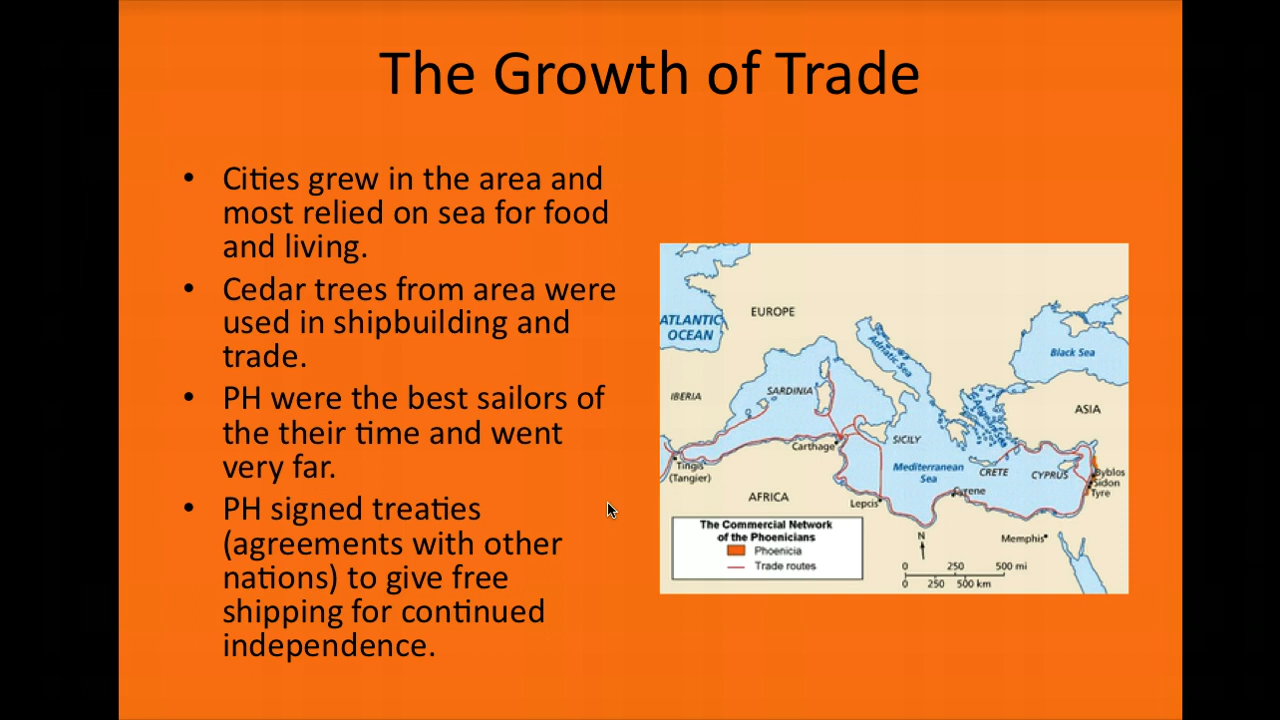 The Growth of Trade
• Cities grew in the area and
most relied on sea for food
and living.
• Cedar trees from area were
used in shipbuilding and
trade.
• PH were the best sailors of
the their time and went
very far.
• PH signed treaties
(agreements with other
nations) to give free
shipping for continued
independence.
EUROPE
ATLANTIC
OCEAN
Adriatic Sea
Black Sea
IBERIA
SARDINIA
Aegean Sea
ASIA
Carthage
SICILY
Tingis
(Tangier)
Mediterranean
Sea
CRETE
CYPRUS
Byblos
Sidon
Tyre
AFRICA
Lepcis
Cyrene
The Commercial Network
of the Phoenicians
Phoenicia
Trade routes
N
Memphis
0 250 500 mi
0 250 500 km